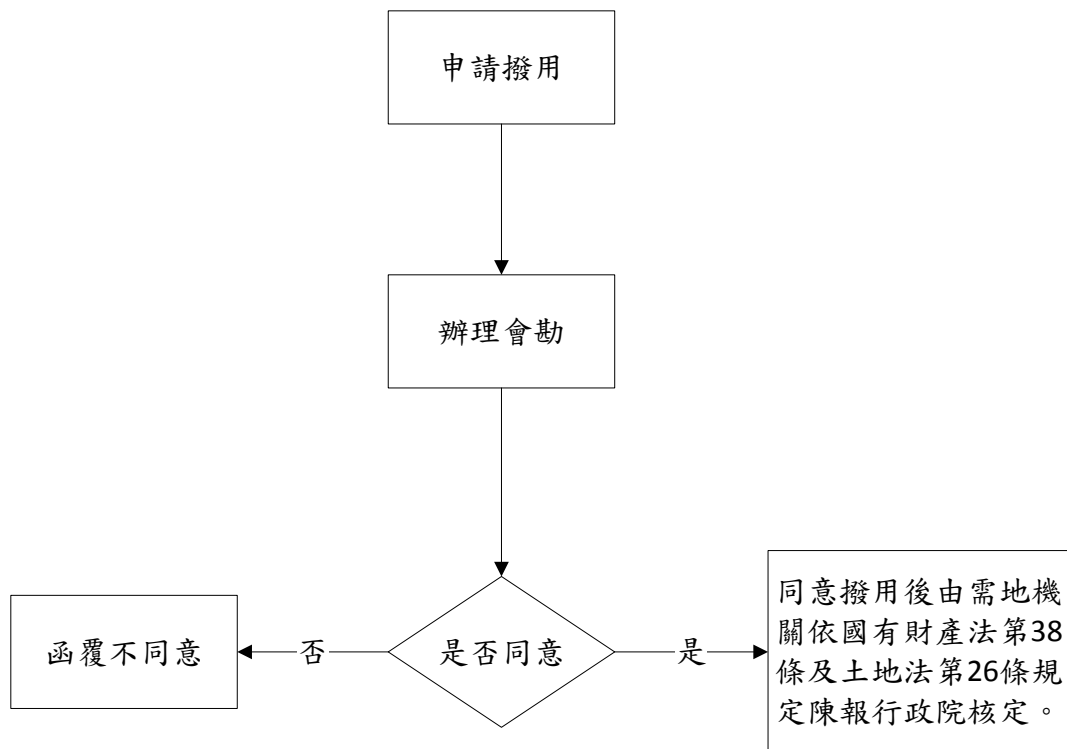 申請撥用
辦理會勘
是否同意
否
函覆不同意
是
同意撥用後由需地機
關依國有財產法第38
條及土地法第26條規
定陳報行政院核定。